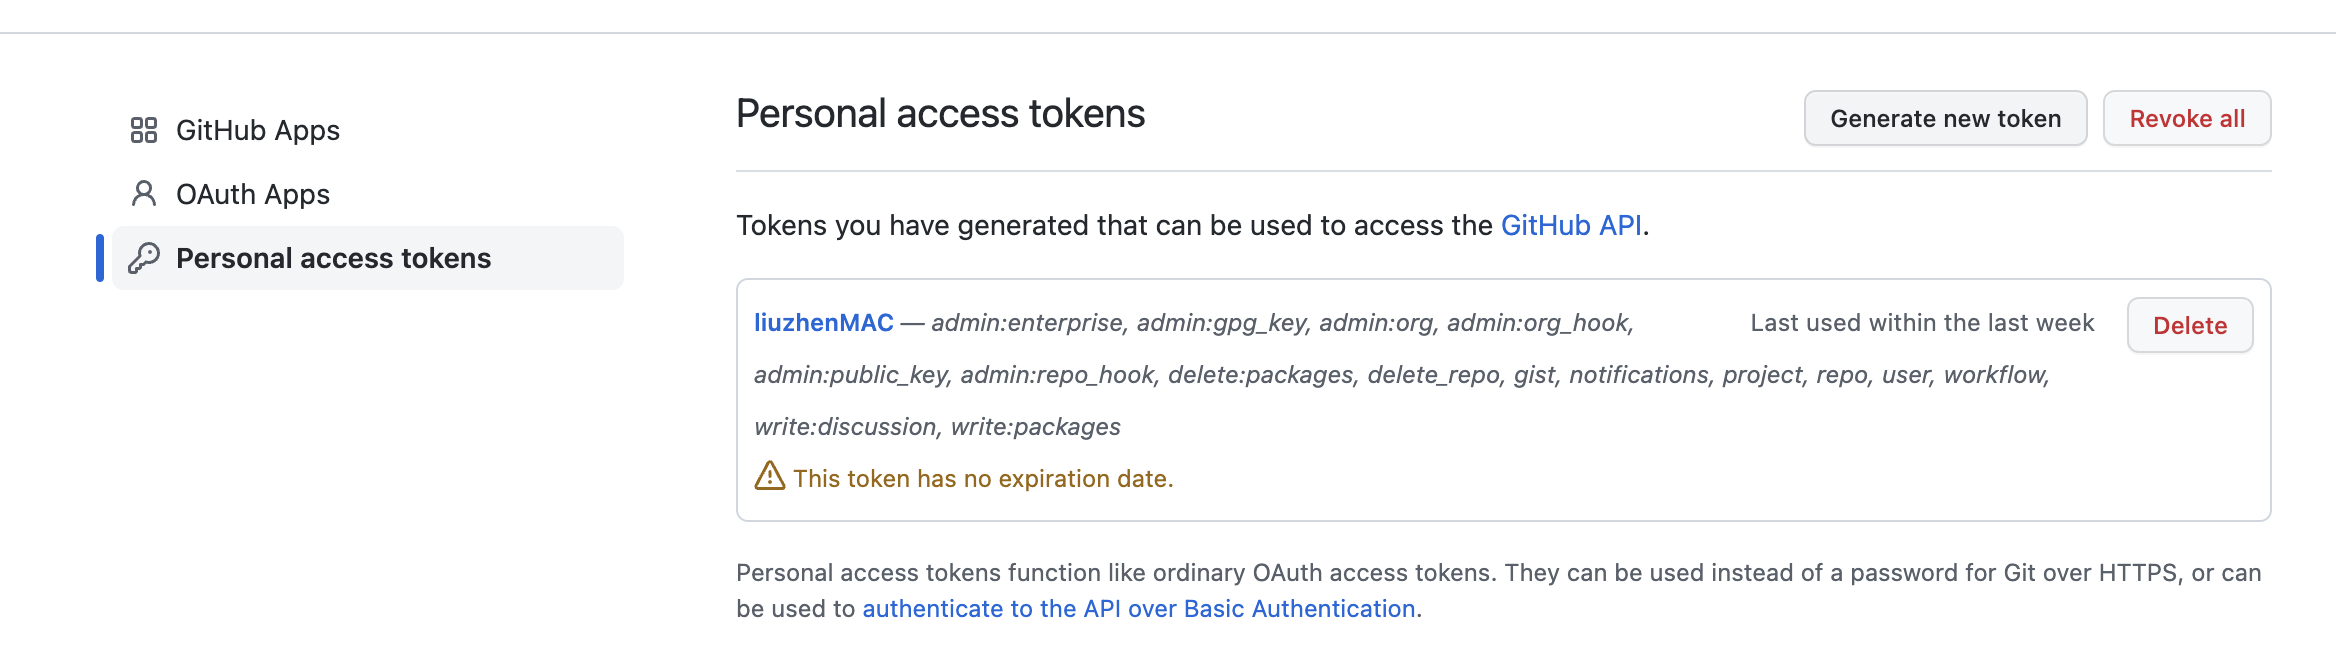 GitHub Apps
OAuth Apps
Personal access tokens
Personal access tokens
Generate new token
Revoke all
Tokens you have generated that can be used to access the GitHub API.
liuzhenMAC — admin:enterprise, admin:gpg_key, admin:org, admin:org_hook,
Last used within the last week
Delete
admin:public_key, admin:repo_hook, delete:packages, delete_repo, gist, notifications, project, repo, user, workflow,
write:discussion, write:packages
This token has no expiration date.
Personal access tokens function like ordinary OAuth access tokens. They can be used instead of a password for Git over HTTPS, or can
be used to authenticate to the API over Basic Authentication.